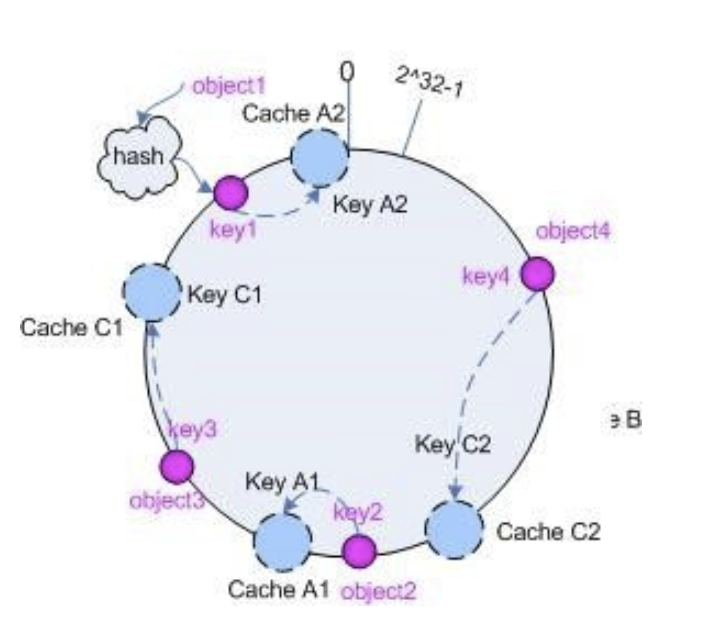 0
2^32-1
object1
Cache A2
hash
Key A2
key1
object4
key4
Key C1
Cache C1
e B
key3
Key C2
object3
Key A1
key2
Cache C2
Cache A1
object2